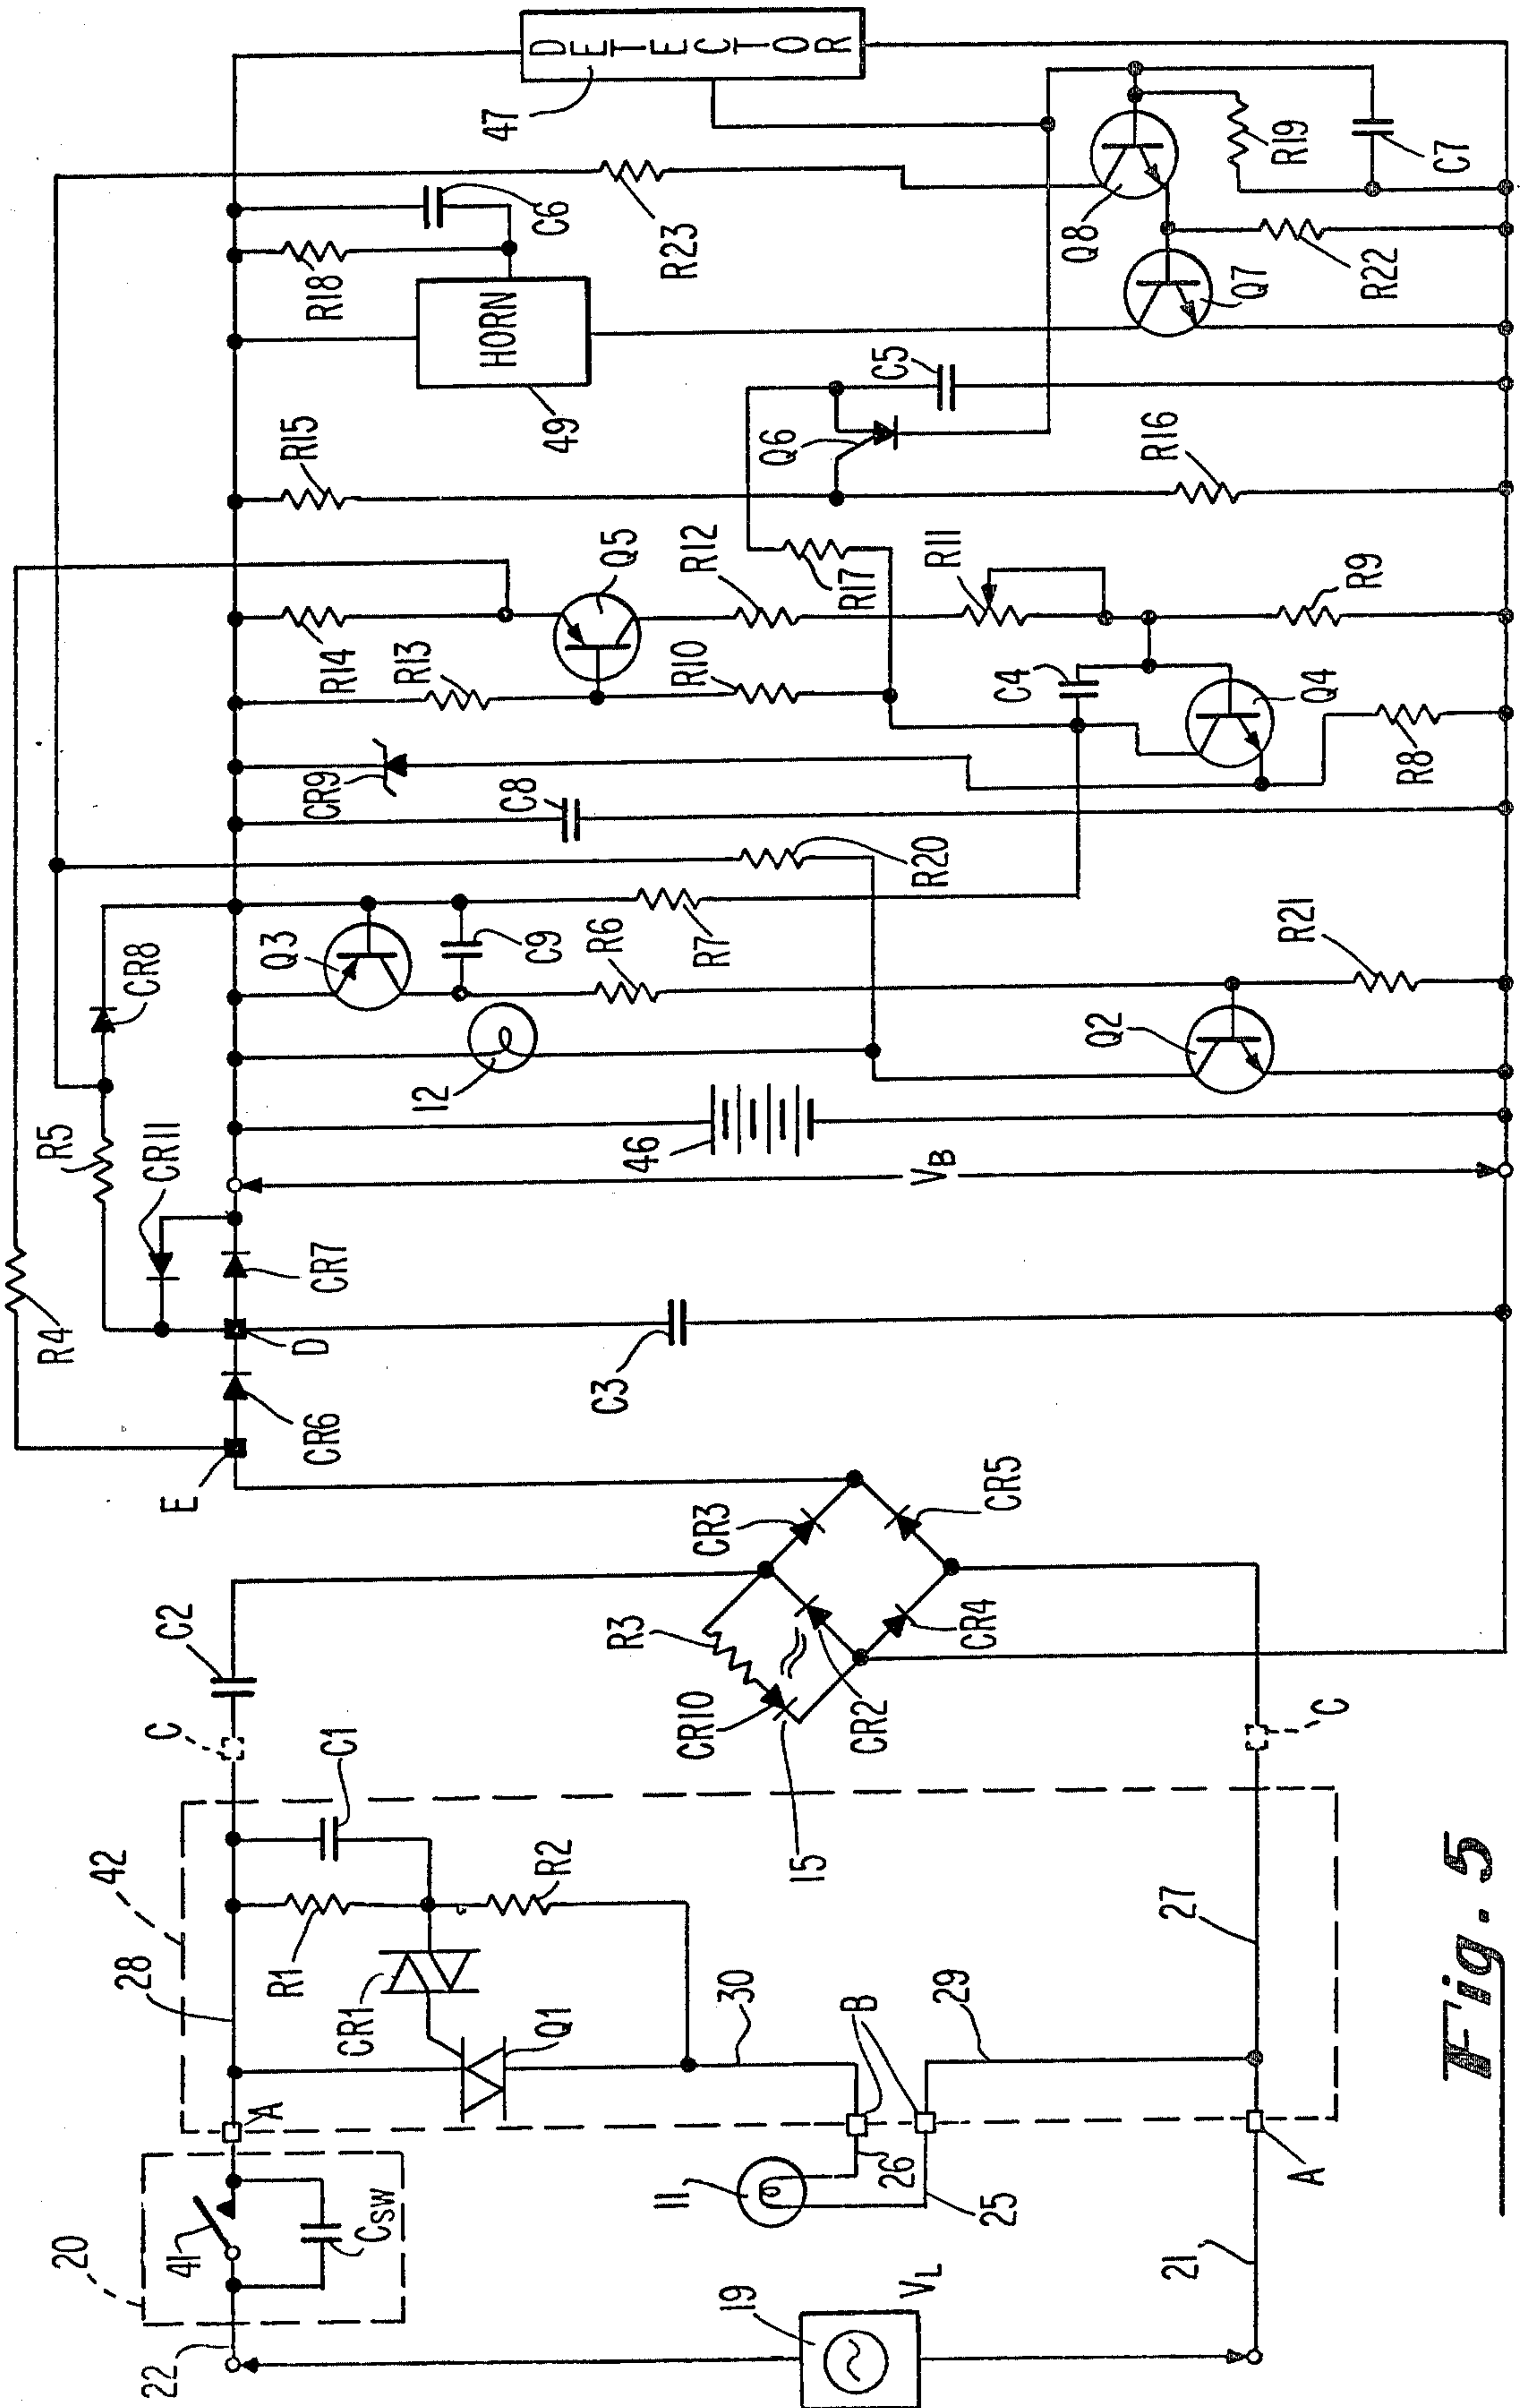 22
20
41
CSW
A
28
42
R1
C1
CR1
R2
Q1
30
B
29
27
11
26
25
19
VL
21
A
C
C2
C
R3
CR10
15
CR2
CR3
CR4
CR5
E
CR6
D
R4
C3
CR7
CR11
R5
CR8
VB
46
12
Q3
C9
R6
R7
Q2
R21
R20
C8
CR9
R13
R14
R10
Q5
R12
C4
R11
Q4
R8
R9
R17
R15
Q6
R16
C5
HORN
49
R18
C6
R23
Q8
Q7
R22
R19
C7
47
DETECTOR
Fig. 5